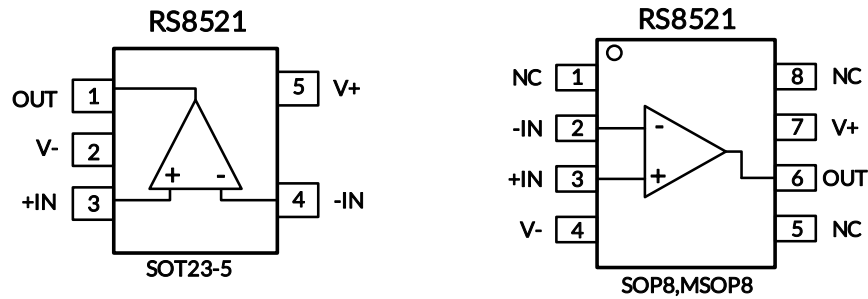 RS8521
OUT 1
5 V+
V- 2
+IN 3
4 -IN
+ -
SOT23-5
RS8521
NC 1
8 NC
-IN 2
-
7 V+
+IN 3
+
6 OUT
V- 4
5 NC
SOP8,MSOP8